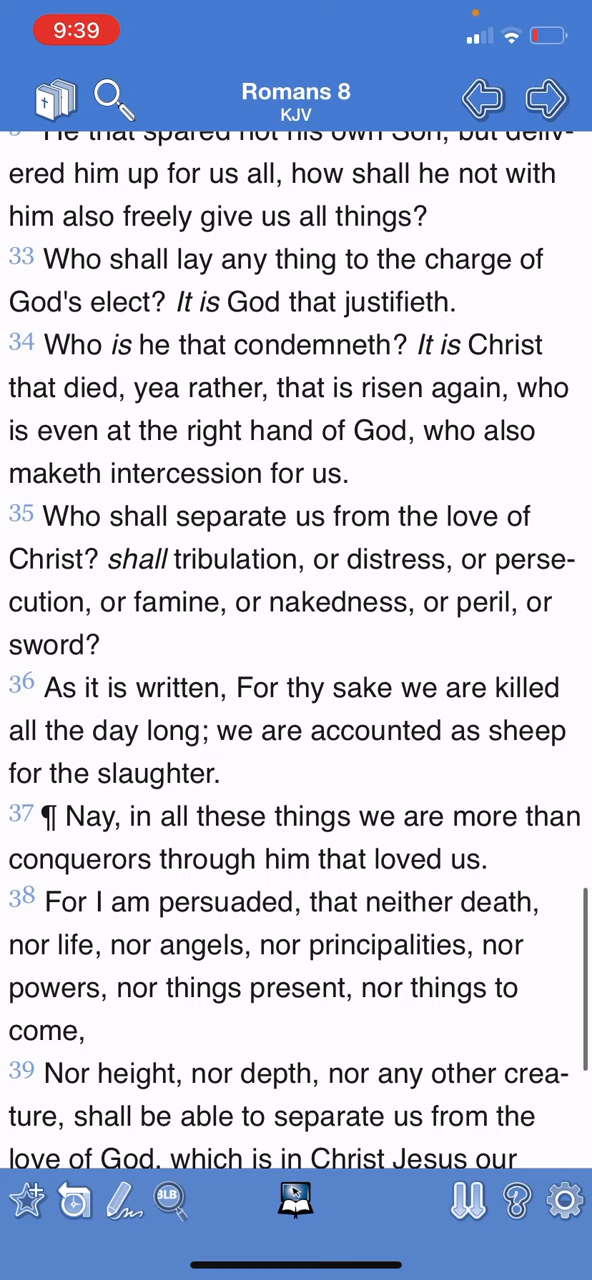 9:39
Romans 8
KJV
He that spared not his own Son, but deliv-
ered him up for us all, how shall he not with
him also freely give us all things?
33 Who shall lay any thing to the charge of
God's elect? It is God that justifieth.
34 Who is he that condemneth? It is Christ
that died, yea rather, that is risen again, who
is even at the right hand of God, who also
maketh intercession for us.
35 Who shall separate us from the love of
Christ? shall tribulation, or distress, or perse-
cution, or famine, or nakedness, or peril, or
sword?
36 As it is written, For thy sake we are killed
all the day long; we are accounted as sheep
for the slaughter.
37 ¶ Nay, in all these things we are more than
conquerors through him that loved us.
38 For I am persuaded, that neither death,
nor life, nor angels, nor principalities, nor
powers, nor things present, nor things to
come,
39 Nor height, nor depth, nor any other crea-
ture, shall be able to separate us from the
love of God, which is in Christ Jesus our
BLB